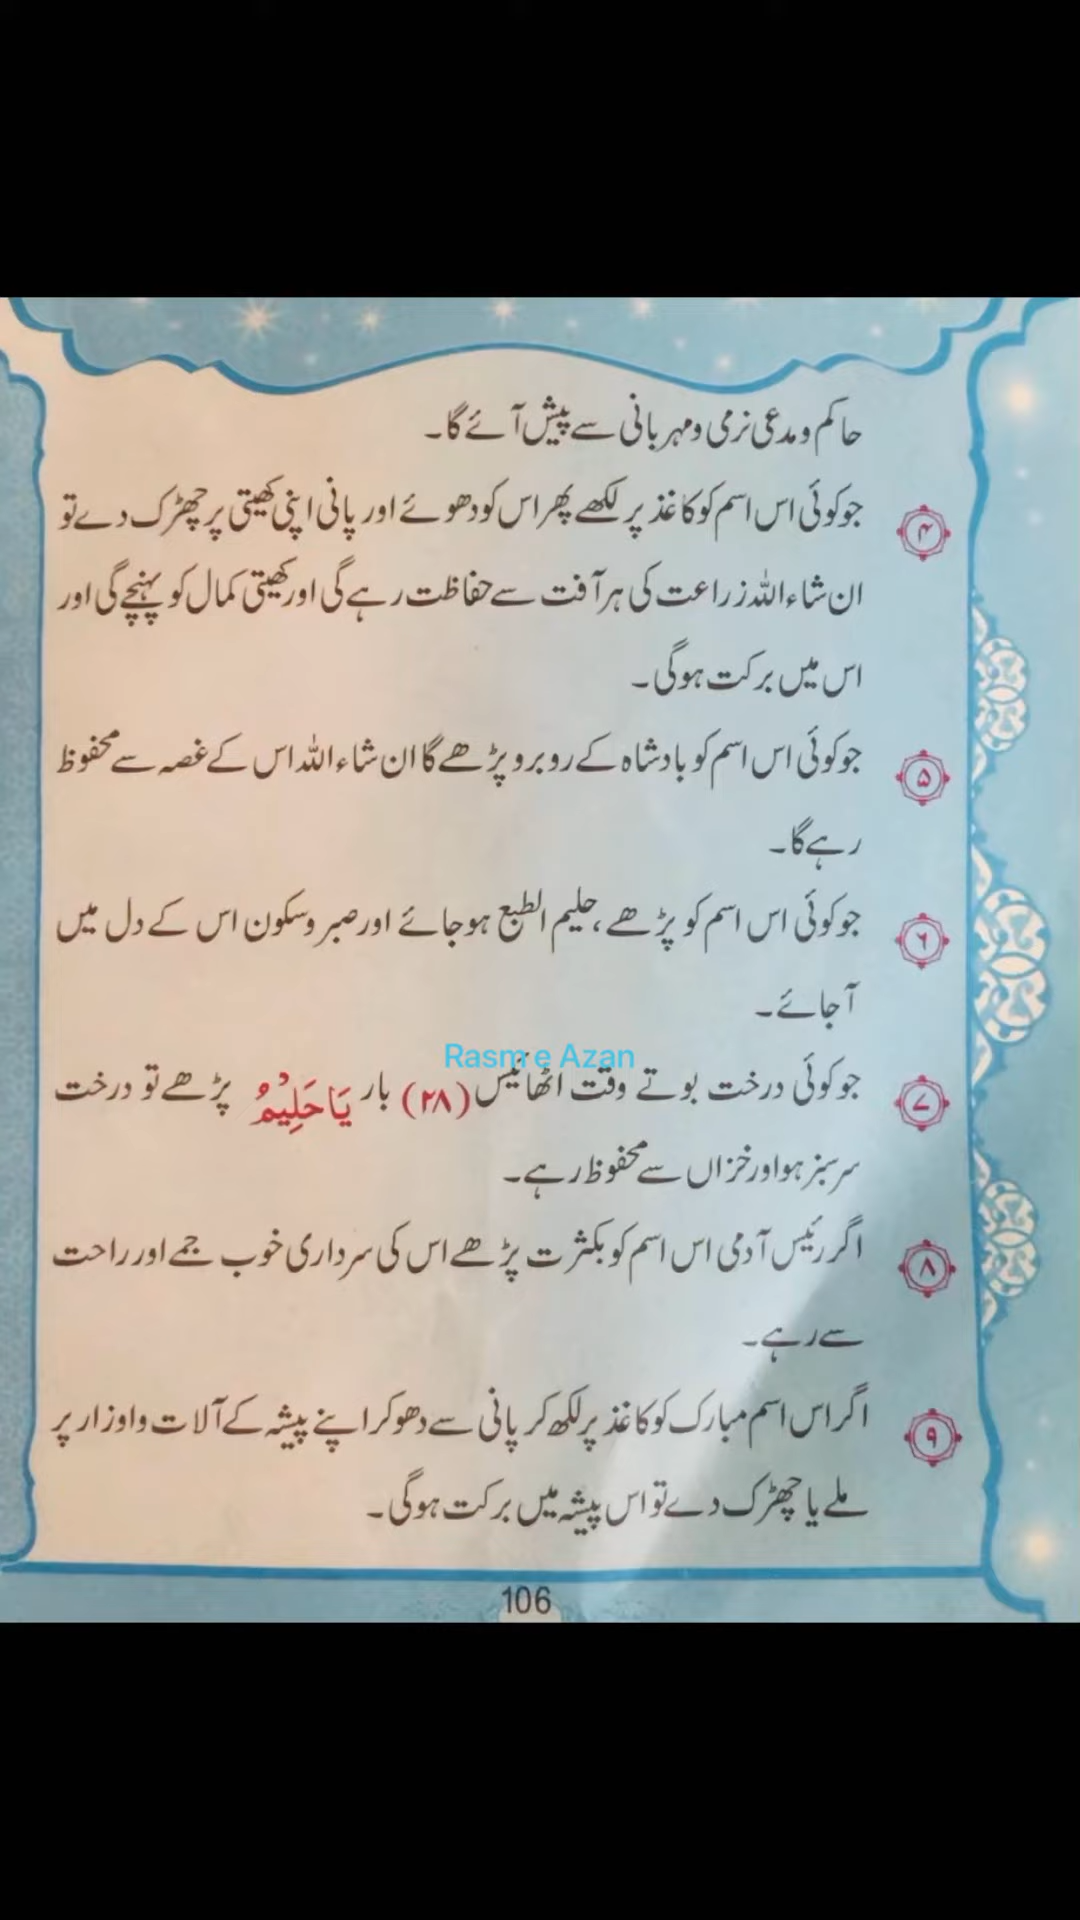 حاکم و مدعی نرمی و مہربانی سے پیش آئے گا۔
۴ جو کوئی اس اسم کو کاغذ پر لکھے پھر اس کو دھوئے اور پانی اپنی کھیتی پر چھڑک دے تو
ان شاء اللہ زراعت کی ہر آفت سے حفاظت رہے گی اور کھیتی کمال کو پہنچے گی اور
اس میں برکت ہوگی۔
۵ جو کوئی اس اسم کو بادشاہ کے روبرو پڑھے گا ان شاء اللہ اس کے غصہ سے محفوظ
رہے گا۔
۶ جو کوئی اس اسم کو پڑھے، حلیم الطبع ہو جائے اور صبر و سکون اس کے دل میں
آجائے۔
Rasm e Azan
۷ جو کوئی درخت بوتے وقت اٹھائیس (۲۸) بار یَا حَلِیْمُ پڑھے تو درخت
سرسبز ہو اور خزاں سے محفوظ رہے۔
۸ اگر رئیس آدمی اس اسم کو بکثرت پڑھے اس کی سرداری خوب جمے اور راحت
سے رہے۔
۹ اگر اس اسم مبارک کو کاغذ پر لکھ کر پانی سے دھو کر اپنے پیشہ کے آلات و اوزار پر
ملے یا چھڑک دے تو اس پیشہ میں برکت ہوگی۔
106